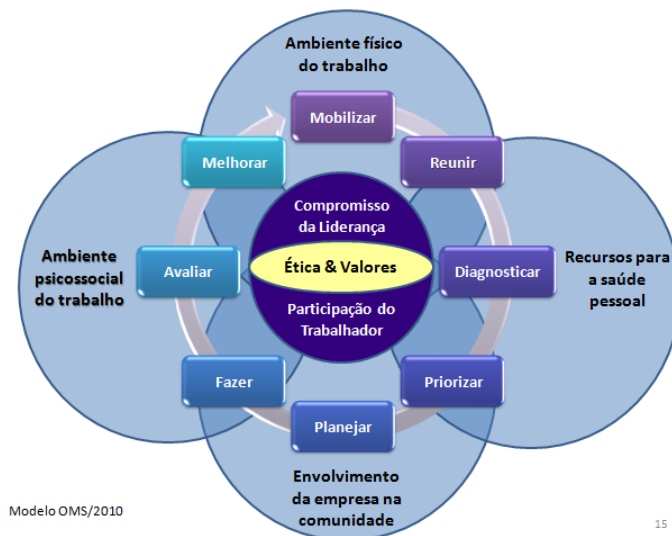 Ambiente físico
do trabalho
Mobilizar
Melhorar
Reunir
Compromisso
da Liderança
Ambiente
psicossocial
do trabalho
Avaliar
Ética & Valores
Diagnosticar
Recursos para
a saúde
pessoal
Participação do
Trabalhador
Fazer
Priorizar
Planejar
Envolvimento
da empresa na
comunidade
Modelo OMS/2010
15